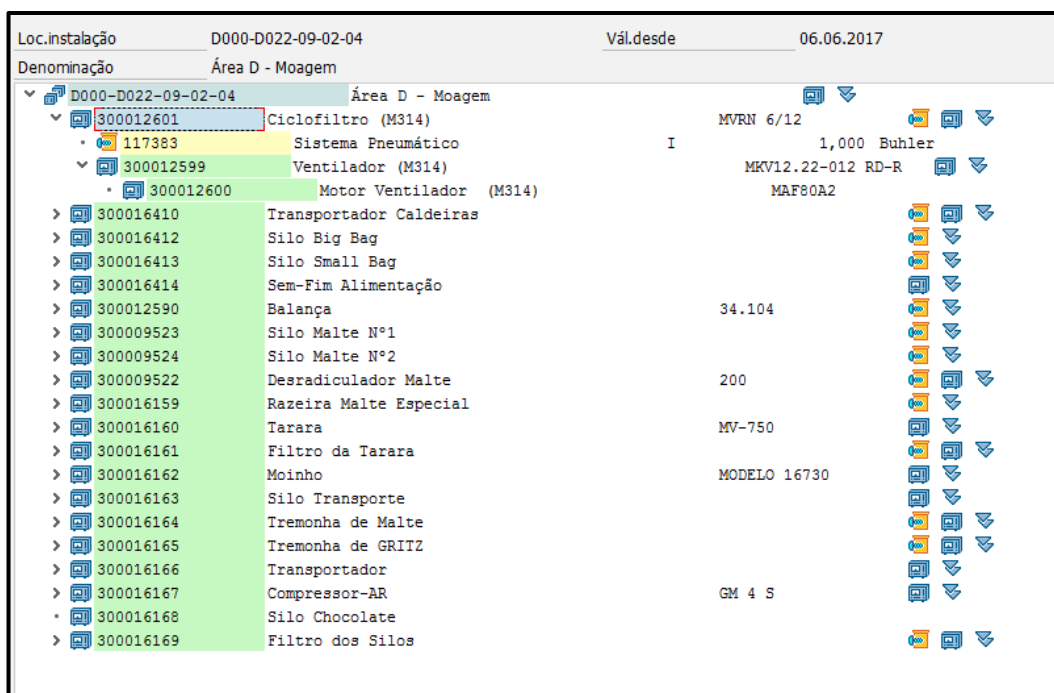 Loc.instalação D000-D022-09-02-04 Vál.desde 06.06.2017
Denominação Área D - Moagem
D000-D022-09-02-04 Área D - Moagem
300012601 Ciclofiltro (M314) MVRN 6/12
117383 Sistema Pneumático I 1,000 Buhler
300012599 Ventilador (M314) MKV12.22-012 RD-R
300012600 Motor Ventilador (M314) MAF80A2
300016410 Transportador Caldeiras
300016412 Silo Big Bag
300016413 Silo Small Bag
300016414 Sem-Fim Alimentação
300012590 Balança 34.104
300009523 Silo Malte Nº1
300009524 Silo Malte Nº2
300009522 Desradiculador Malte 200
300016159 Razeira Malte Especial
300016160 Tarara MV-750
300016161 Filtro da Tarara
300016162 Moinho MODELO 16730
300016163 Silo Transporte
300016164 Tremonha de Malte
300016165 Tremonha de GRITZ
300016166 Transportador
300016167 Compressor-AR GM 4 S
300016168 Silo Chocolate
300016169 Filtro dos Silos